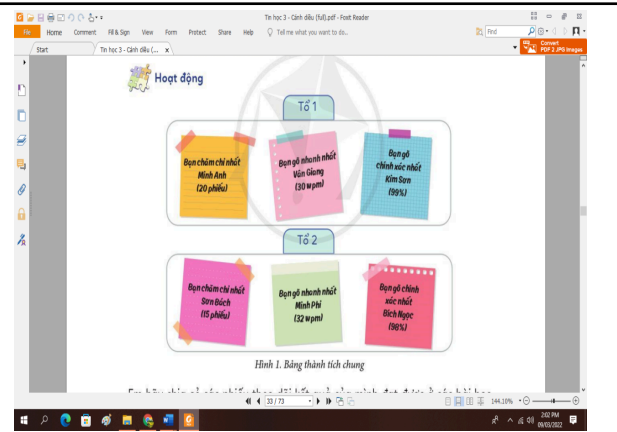 Tin học 3 - Cánh diều (full).pdf - Foxit Reader
File Home Comment Fill & Sign View Form Protect Share Help Tell me what you want to do... Find
Start Tin học 3 - Cánh diều (... x Convert
PDF 2 JPG Images
Hoạt động
Tổ 1
Bạn chăm chỉ nhất
Minh Anh
(20 phiếu)
Bạn gõ nhanh nhất
Vân Giang
(30 wpm)
Bạn gõ
chính xác nhất
Kim Sơn
(99%)
Tổ 2
Bạn chăm chỉ nhất
Sơn Bách
(15 phiếu)
Bạn gõ nhanh nhất
Minh Phi
(32 wpm)
Bạn gõ chính
xác nhất
Bích Ngọc
(98%)
Hình 1. Bảng thành tích chung
33 / 73 144.10%
2:02 PM
09/03/2022